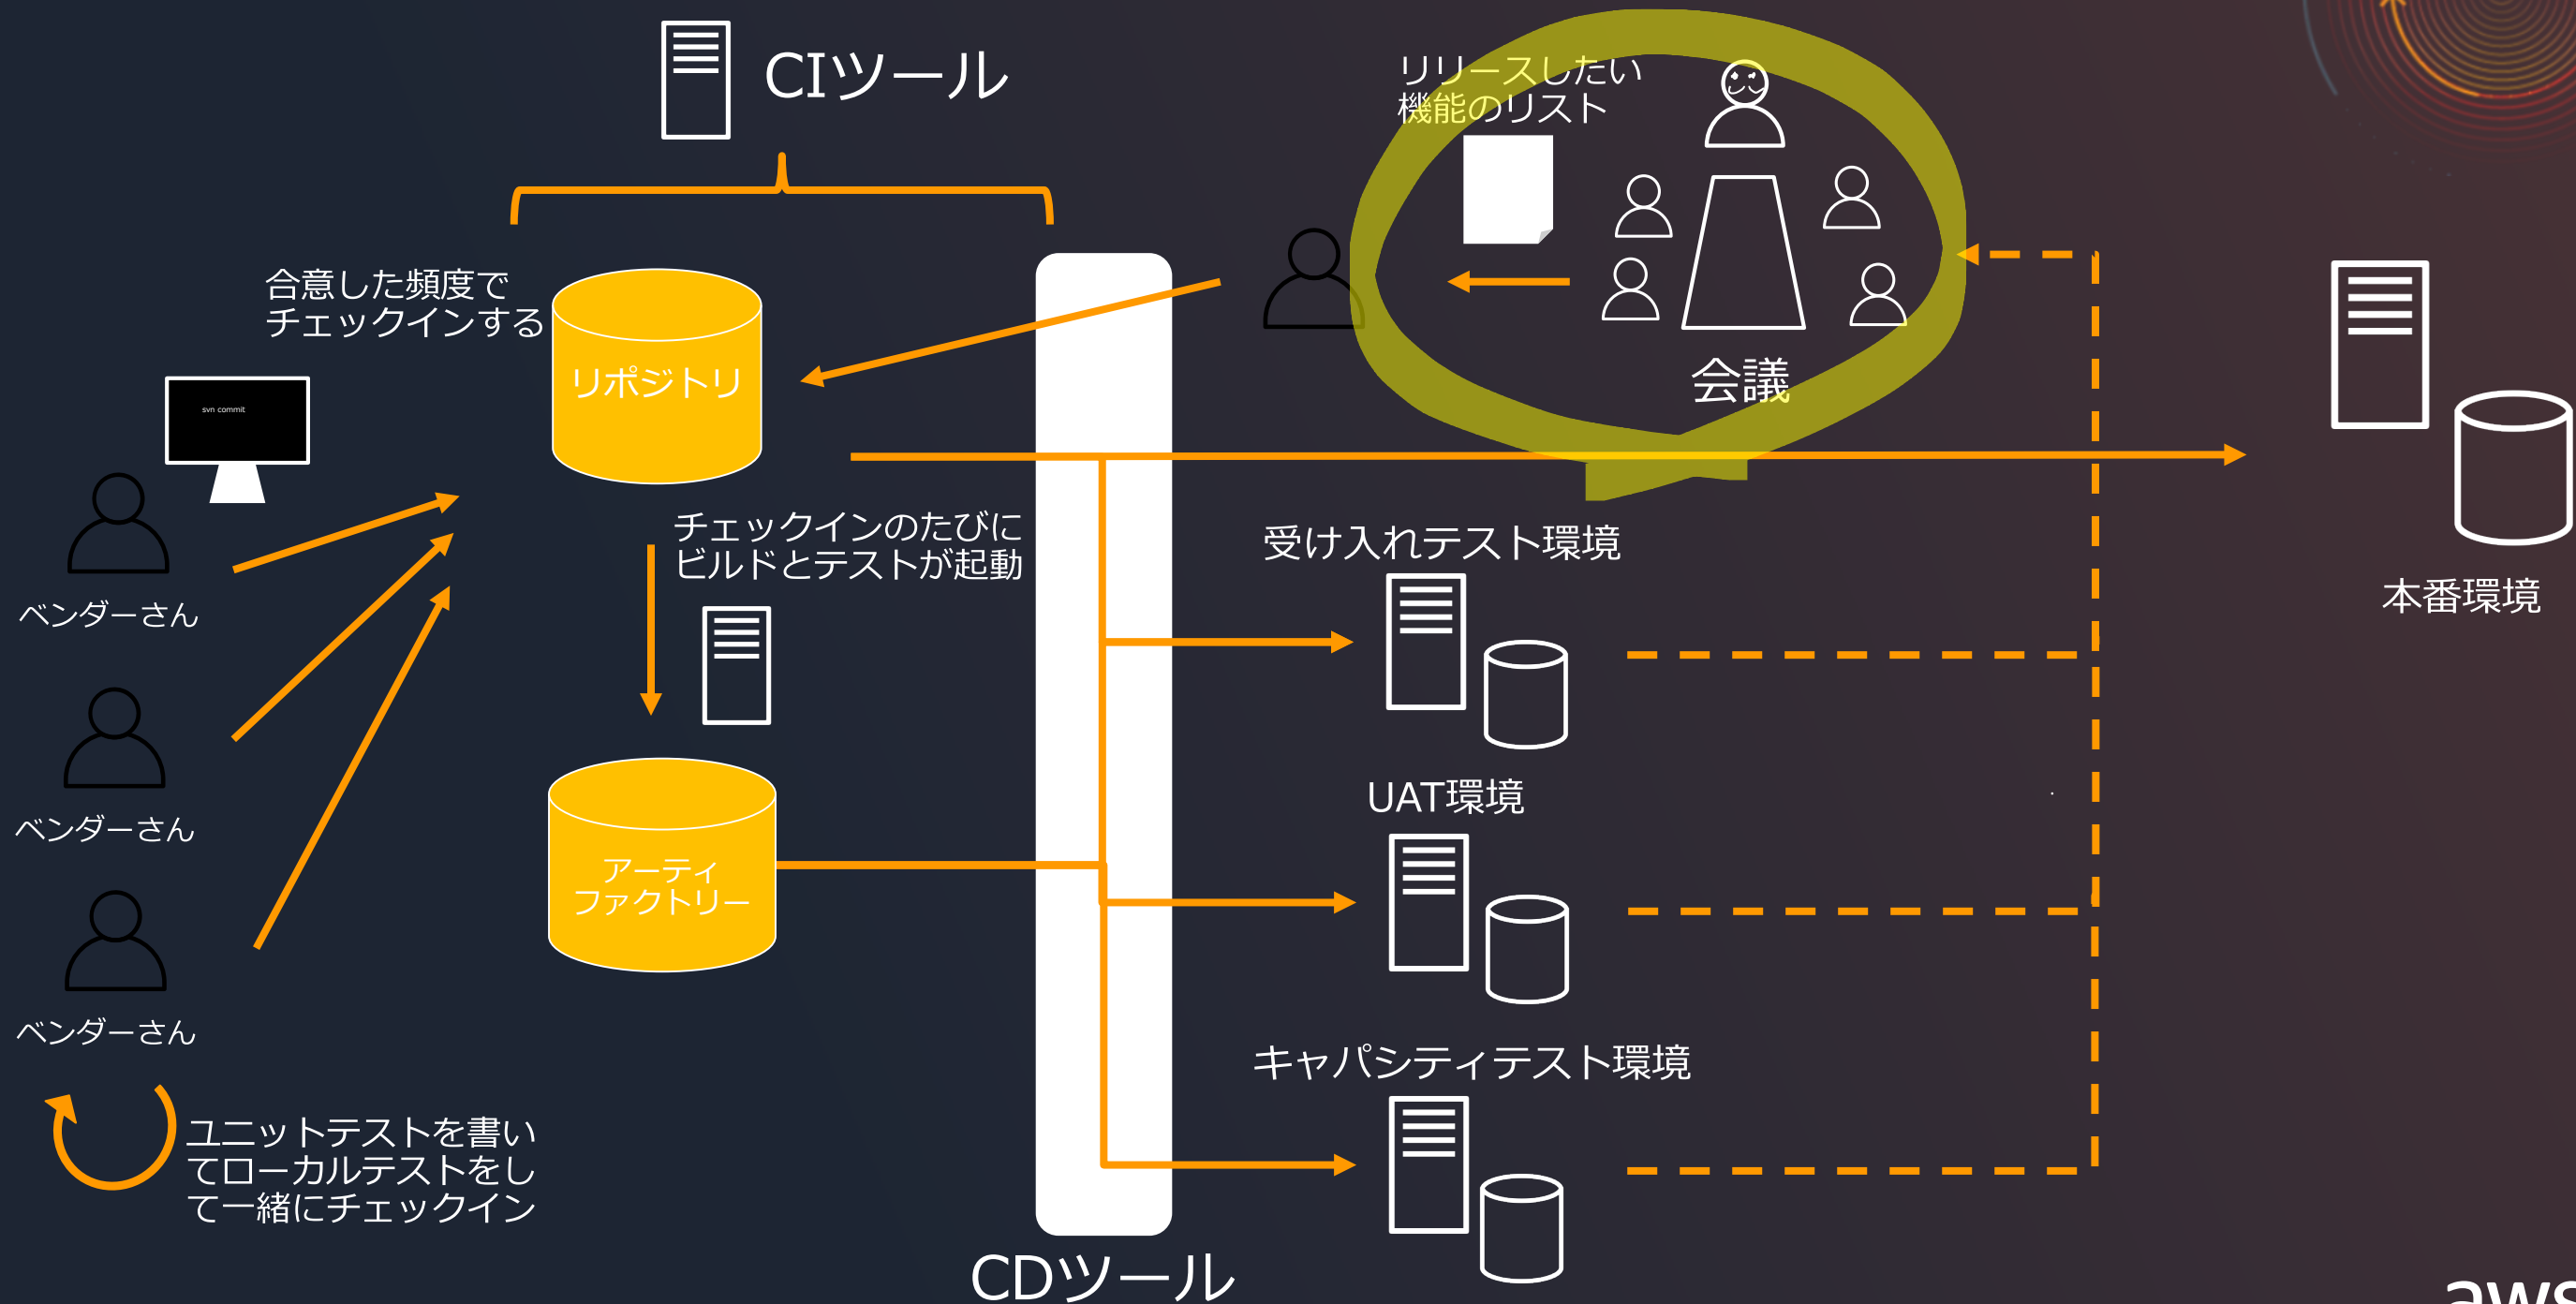 CIツール
リリースしたい
機能のリスト
合意した頻度で
チェックインする
リポジトリ
会議
svn commit
チェックインのたびに
ビルドとテストが起動
受け入れテスト環境
本番環境
ベンダーさん
UAT環境
ベンダーさん
アーティ
ファクトリー
ベンダーさん
キャパシティテスト環境
ユニットテストを書い
てローカルテストをし
て一緒にチェックイン
CDツール
aws